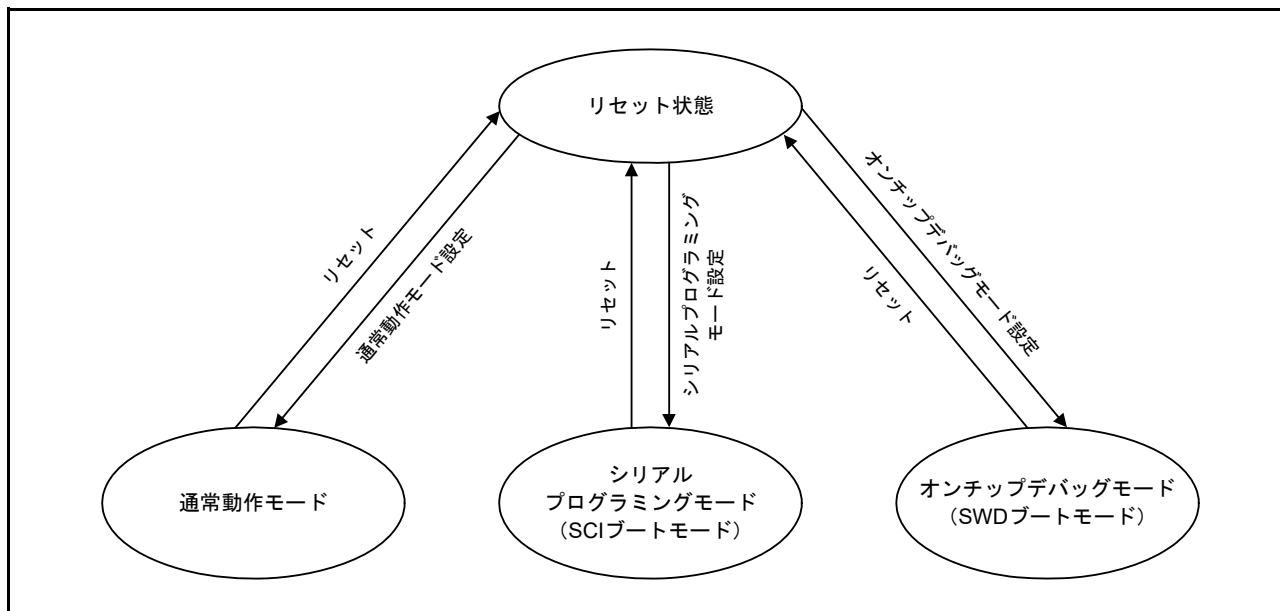 リセット状態
リセット
通常動作モード設定
リセット
シリアルプログラミング
モード設定
オンチップデバッグモード設定
リセット
通常動作モード
シリアル
プログラミングモード
（SCIブートモード）
オンチップデバッグモード
（SWDブートモード）